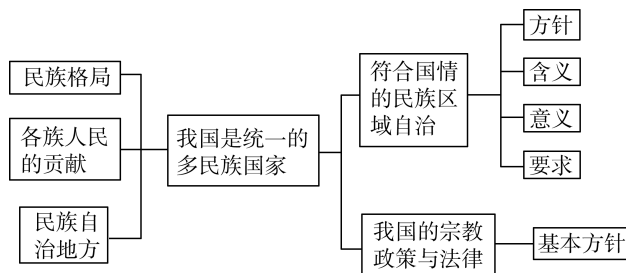 民族格局
各族人民
的贡献
民族自
治地方
我国是统一的
多民族国家
符合国情
的民族区
域自治
方针
含义
意义
要求
我国的宗教
政策与法律
基本方针